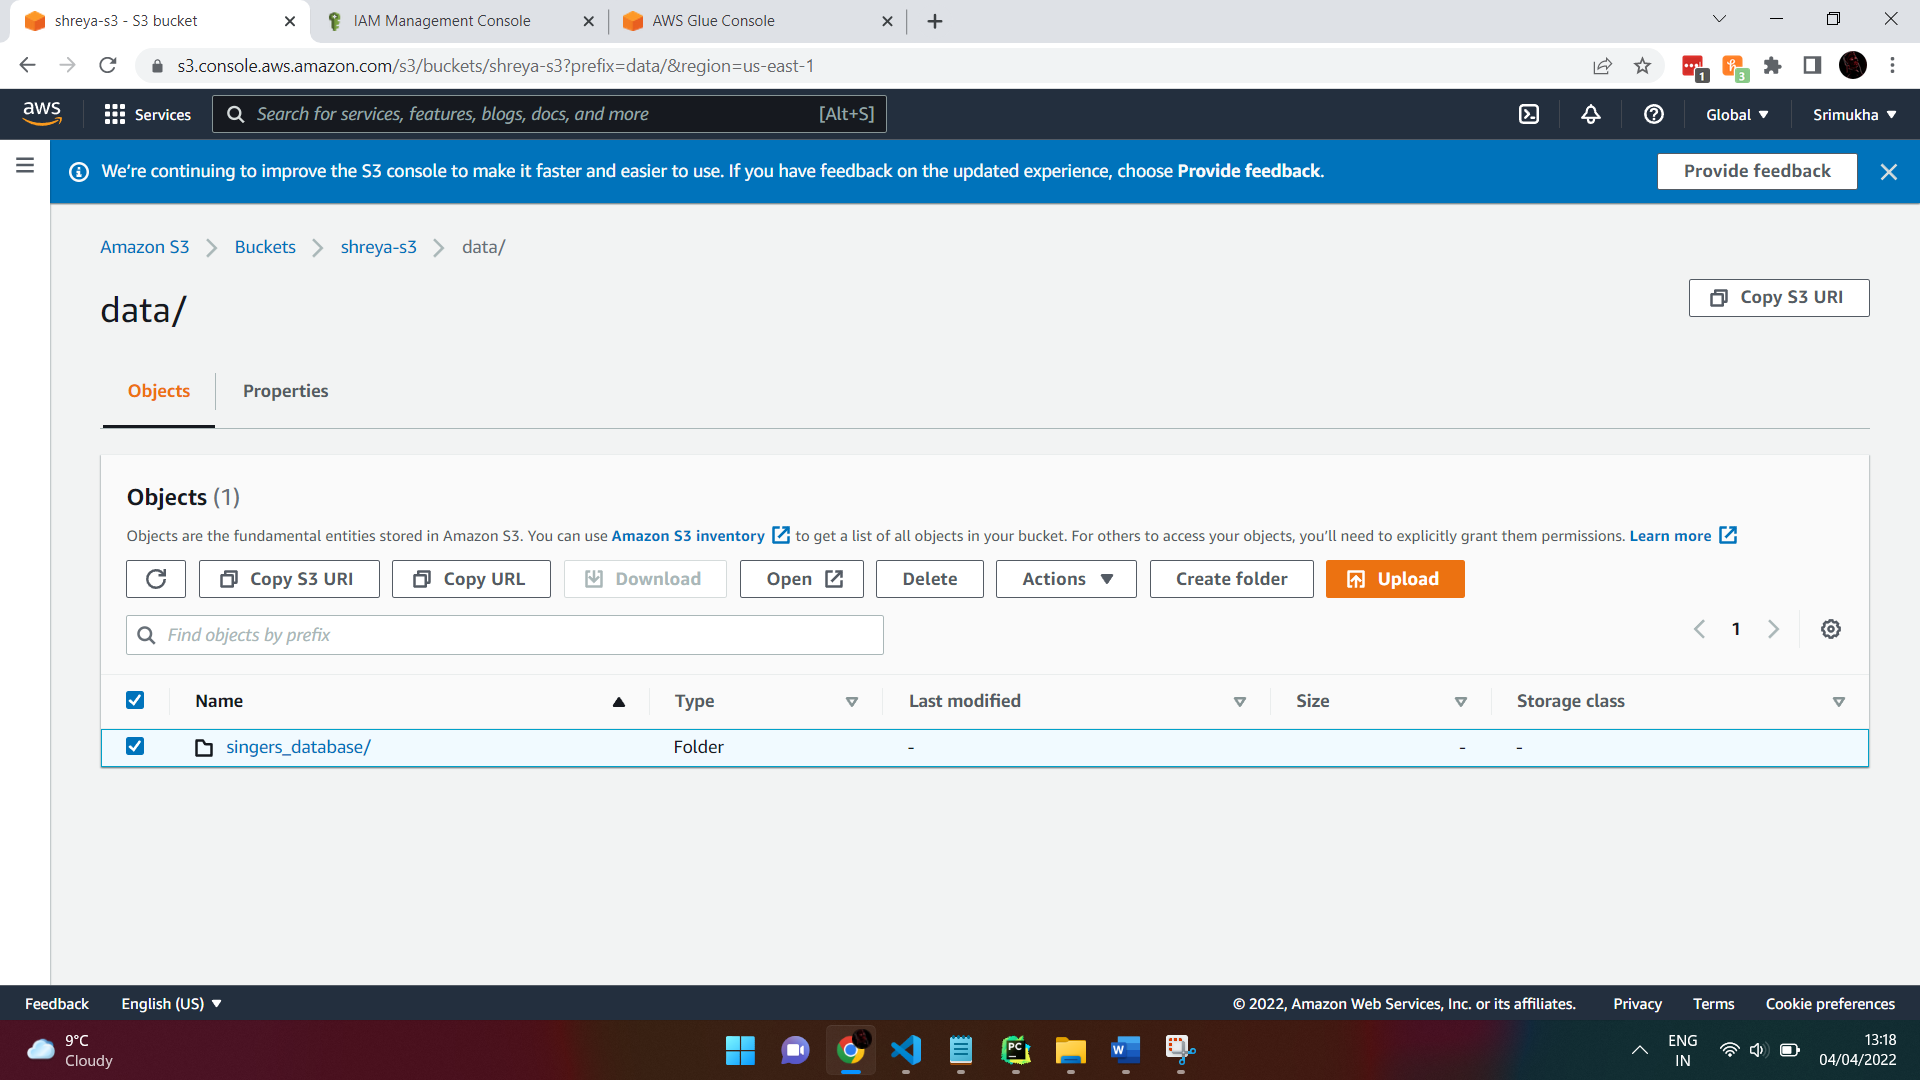 shreya-s3 - S3 bucket
IAM Management Console
AWS Glue Console
s3.console.aws.amazon.com/s3/buckets/shreya-s3?prefix=data/&region=us-east-1
1
3
aws
Services
Search for services, features, blogs, docs, and more
[Alt+S]
Global
Srimukha
We're continuing to improve the S3 console to make it faster and easier to use. If you have feedback on the updated experience, choose Provide feedback.
Provide feedback
Amazon S3
Buckets
shreya-s3
data/
data/
Copy S3 URI
Objects
Properties
Objects (1)
Objects are the fundamental entities stored in Amazon S3. You can use Amazon S3 inventory to get a list of all objects in your bucket. For others to access your objects, you'll need to explicitly grant them permissions. Learn more
Copy S3 URI
Copy URL
Download
Open
Delete
Actions
Create folder
Upload
Find objects by prefix
1
Name
Type
Last modified
Size
Storage class
singers_database/
Folder
-
-
-
Feedback
English (US)
© 2022, Amazon Web Services, Inc. or its affiliates.
Privacy
Terms
Cookie preferences
9°C
Cloudy
PC
W
ENG
IN
13:18
04/04/2022